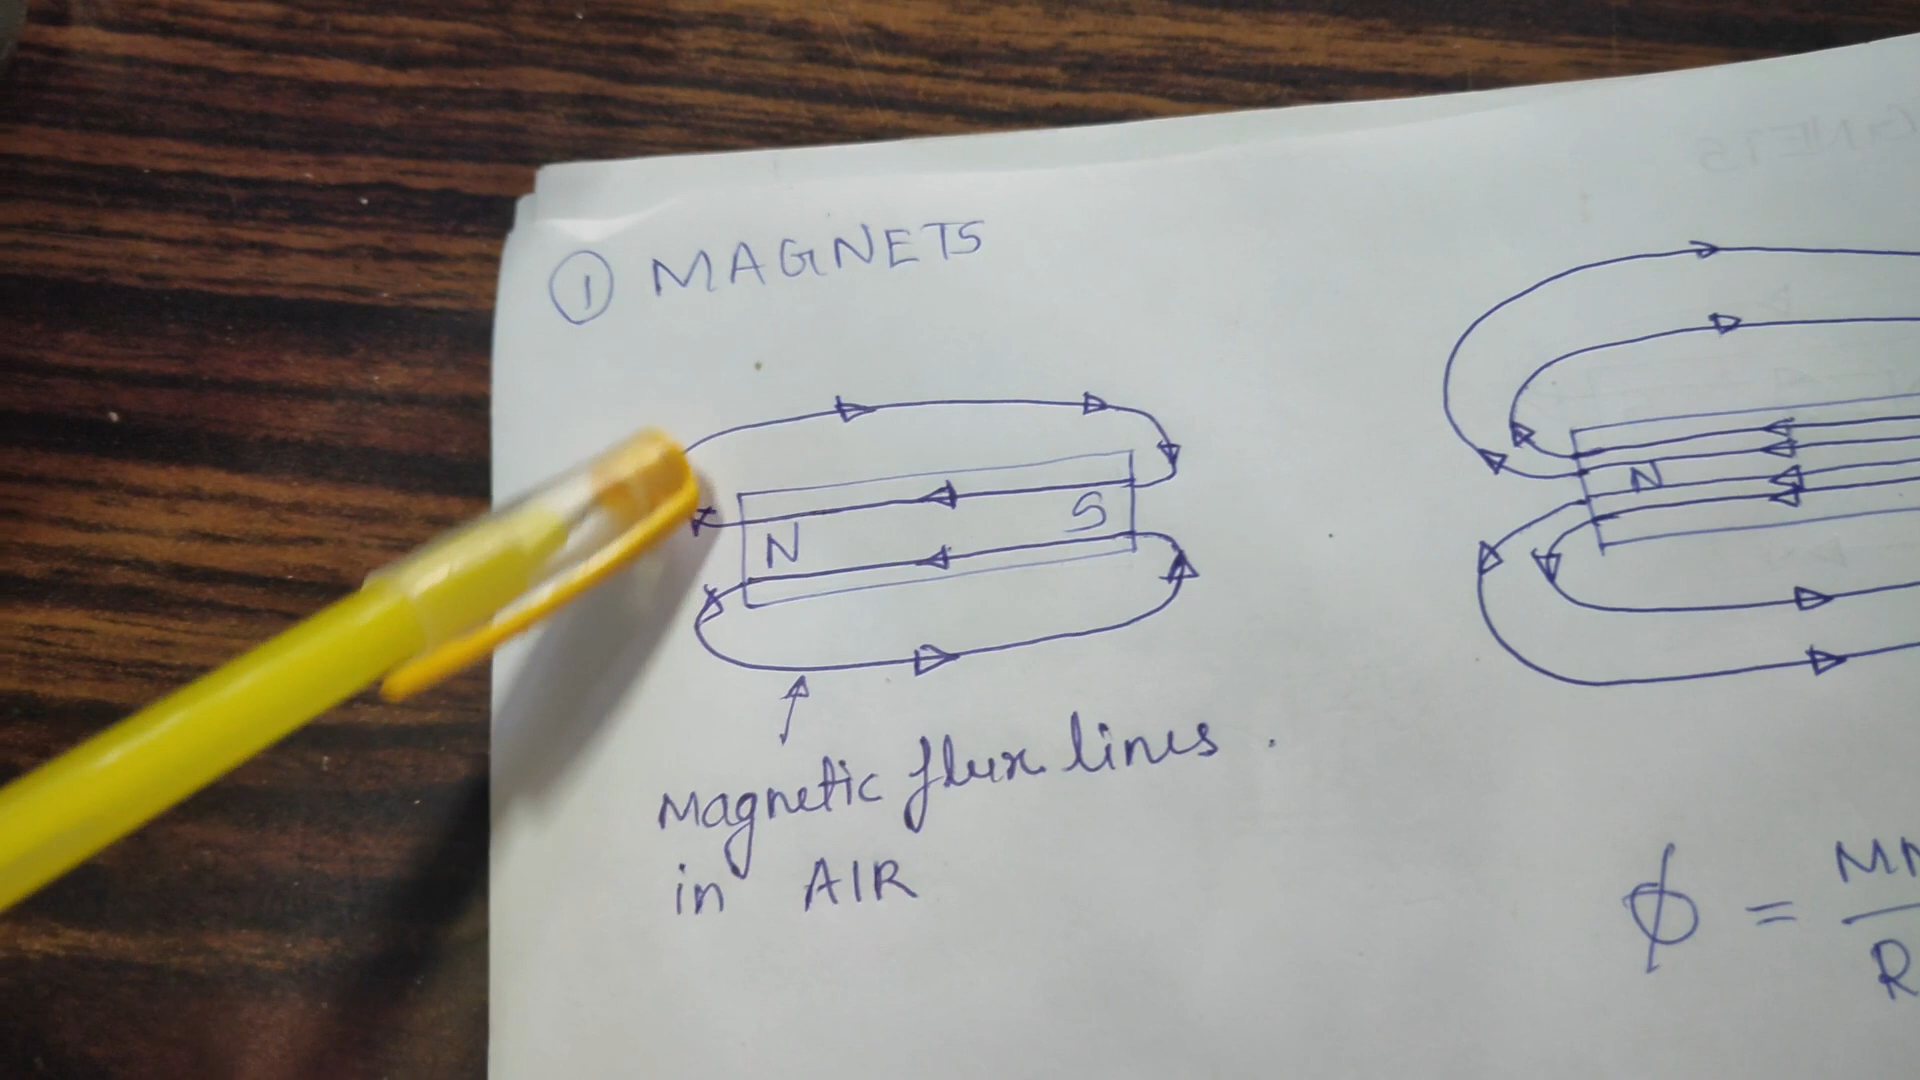 ① MAGNETS
N
S
N
Magnetic flux lines.
in AIR
ϕ =